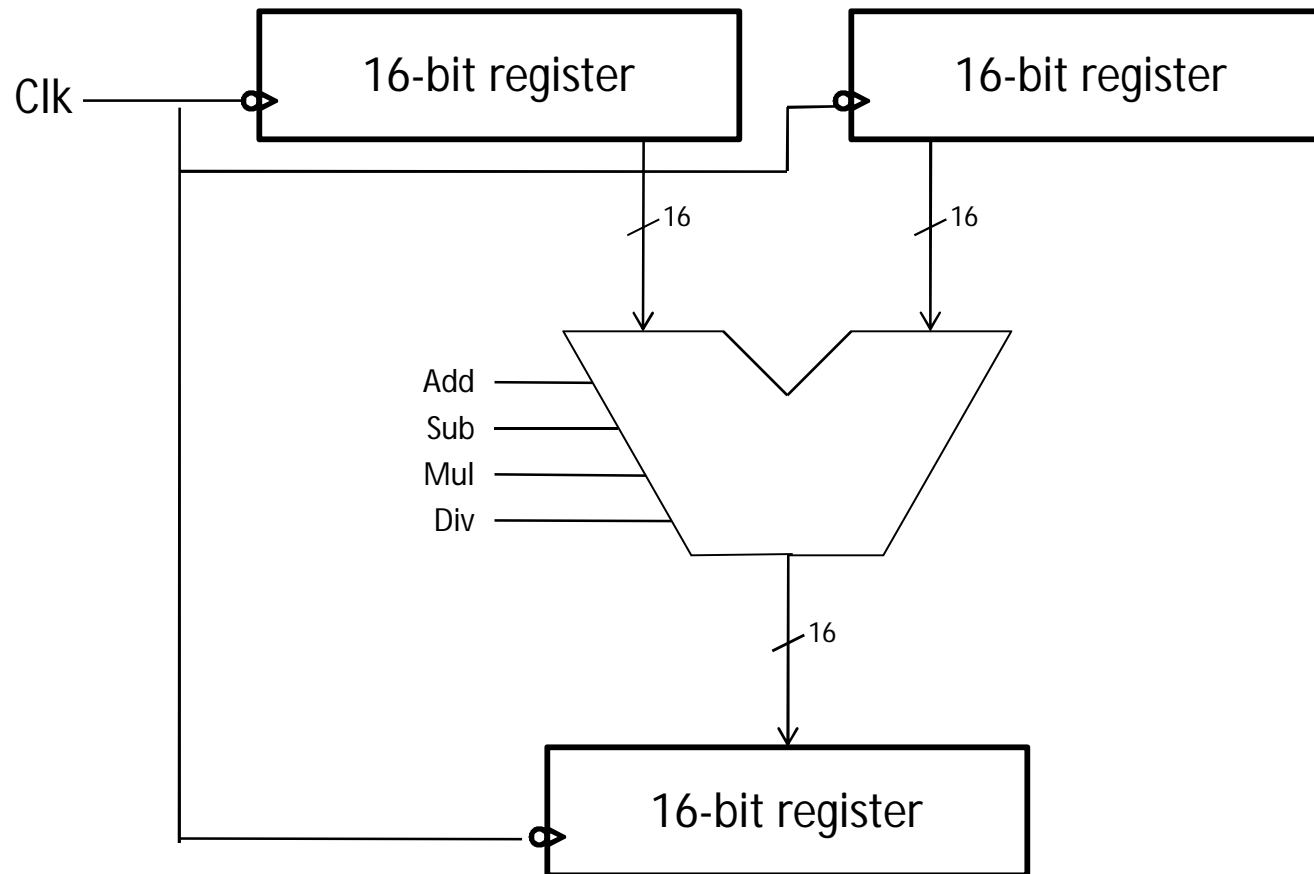 16-bit register
16-bit register
Clk
16
16
Add
Sub
Mul
Div
16
16-bit register